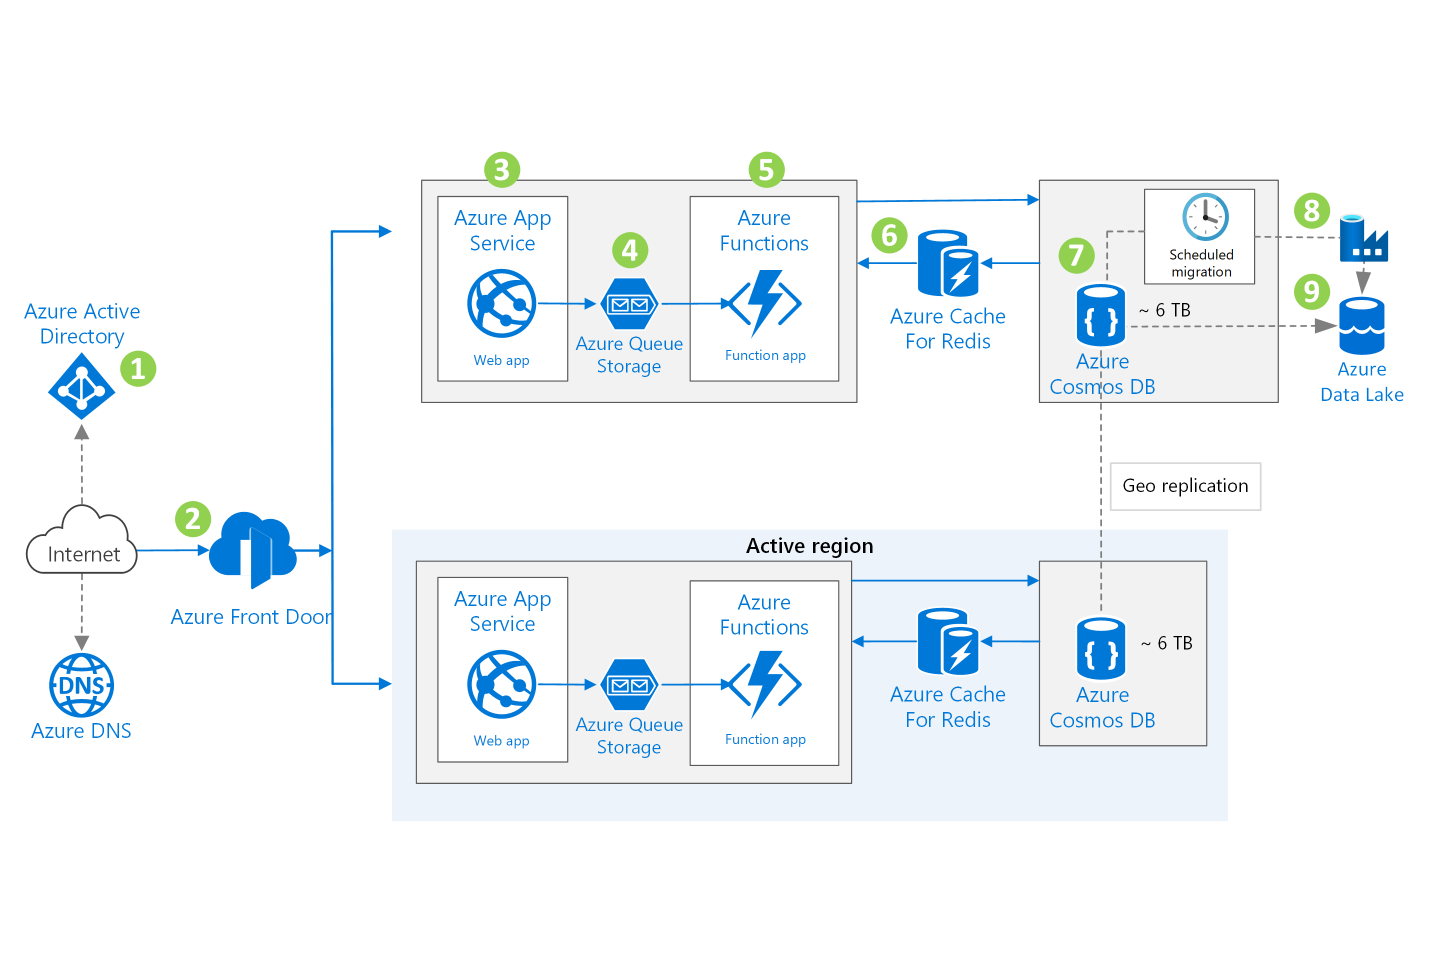 3
5
Azure App
Service
Web app
4
Azure Queue
Storage
Azure
Functions
Function app
6
Azure Cache
For Redis
7
Scheduled
migration
~ 6 TB
Azure
Cosmos DB
8
9
Azure
Data Lake
Azure Active
Directory
1
2
Internet
Azure Front Door
DNS
Azure DNS
Geo replication
Active region
Azure App
Service
Web app
Azure Queue
Storage
Azure
Functions
Function app
Azure Cache
For Redis
~ 6 TB
Azure
Cosmos DB